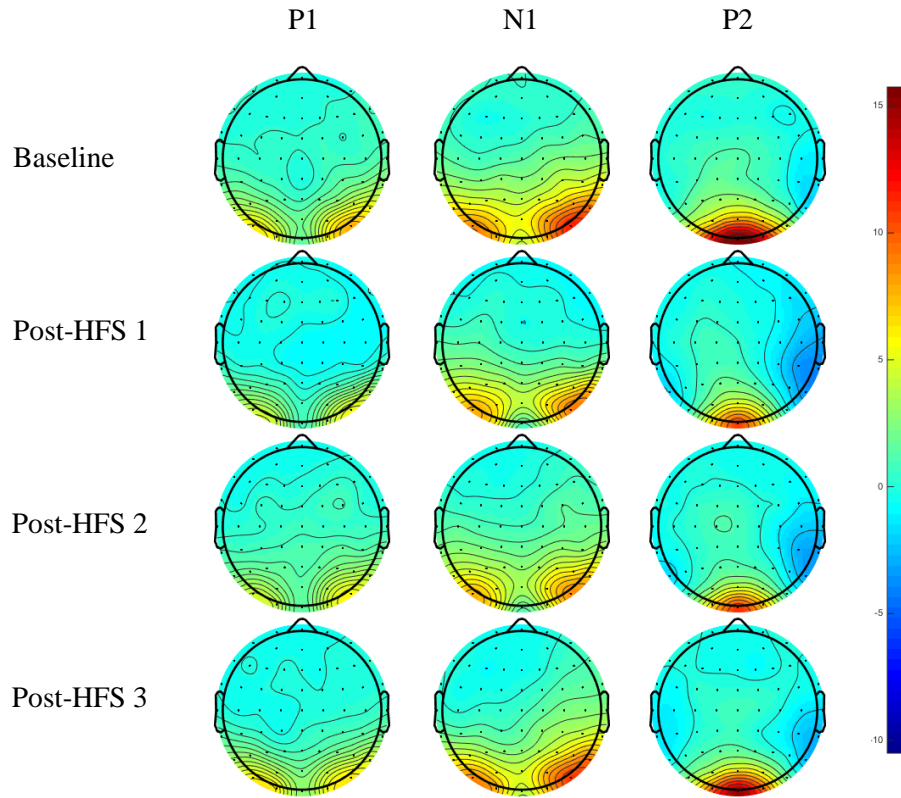 P1 N1 P2
Baseline
Post-HFS 1
Post-HFS 2
Post-HFS 3
15
10
5
0
-5
-10